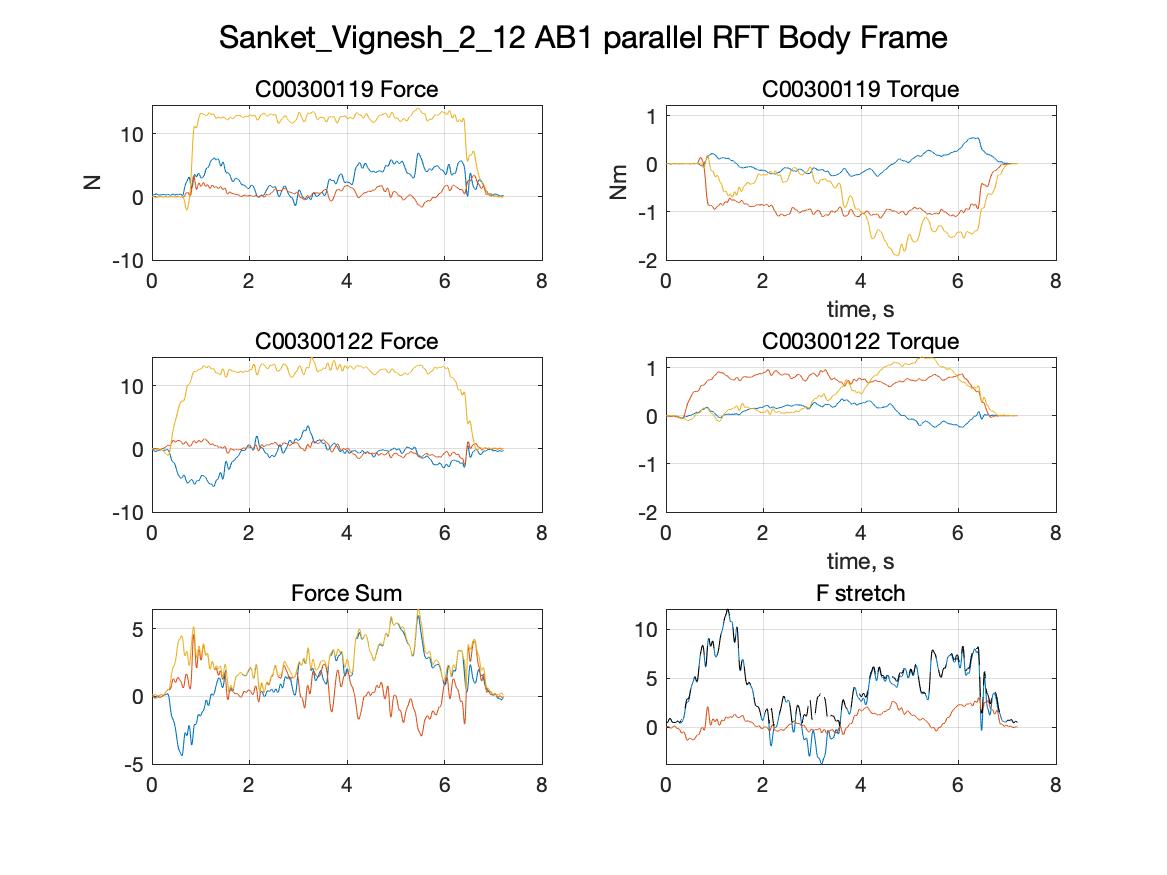 Sanket_Vignesh_2_12 AB1 parallel RFT Body Frame
C00300119 Force
N
10
0
-10
0 2 4 6 8
C00300119 Torque
Nm
1
0
-1
-2
0 2 4 6 8
time, s
C00300122 Force
10
0
-10
0 2 4 6 8
C00300122 Torque
1
0
-1
-2
0 2 4 6 8
time, s
Force Sum
5
0
-5
0 2 4 6 8
F stretch
10
5
0
0 2 4 6 8